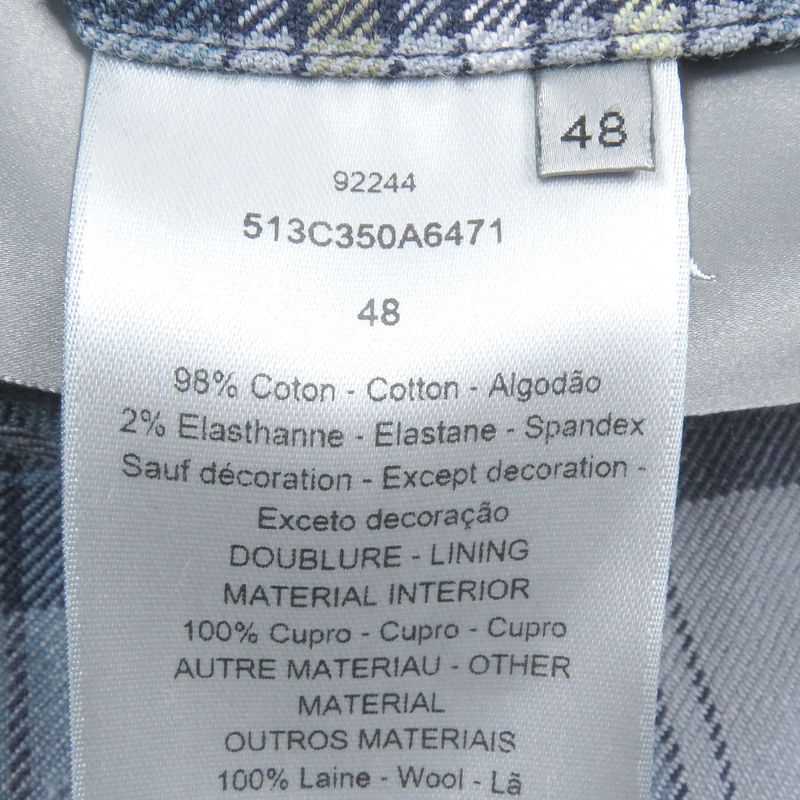 48
92244
513C350A6471
48
98% Coton - Cotton - Algodão
2% Elasthanne - Elastane - Spandex
Sauf décoration - Except decoration -
Exceto decoração
DOUBLURE - LINING
MATERIAL INTERIOR
100% Cupro - Cupro - Cupro
AUTRE MATERIAU - OTHER
MATERIAL
OUTROS MATERIAIS
100% Laine - Wool - Lã